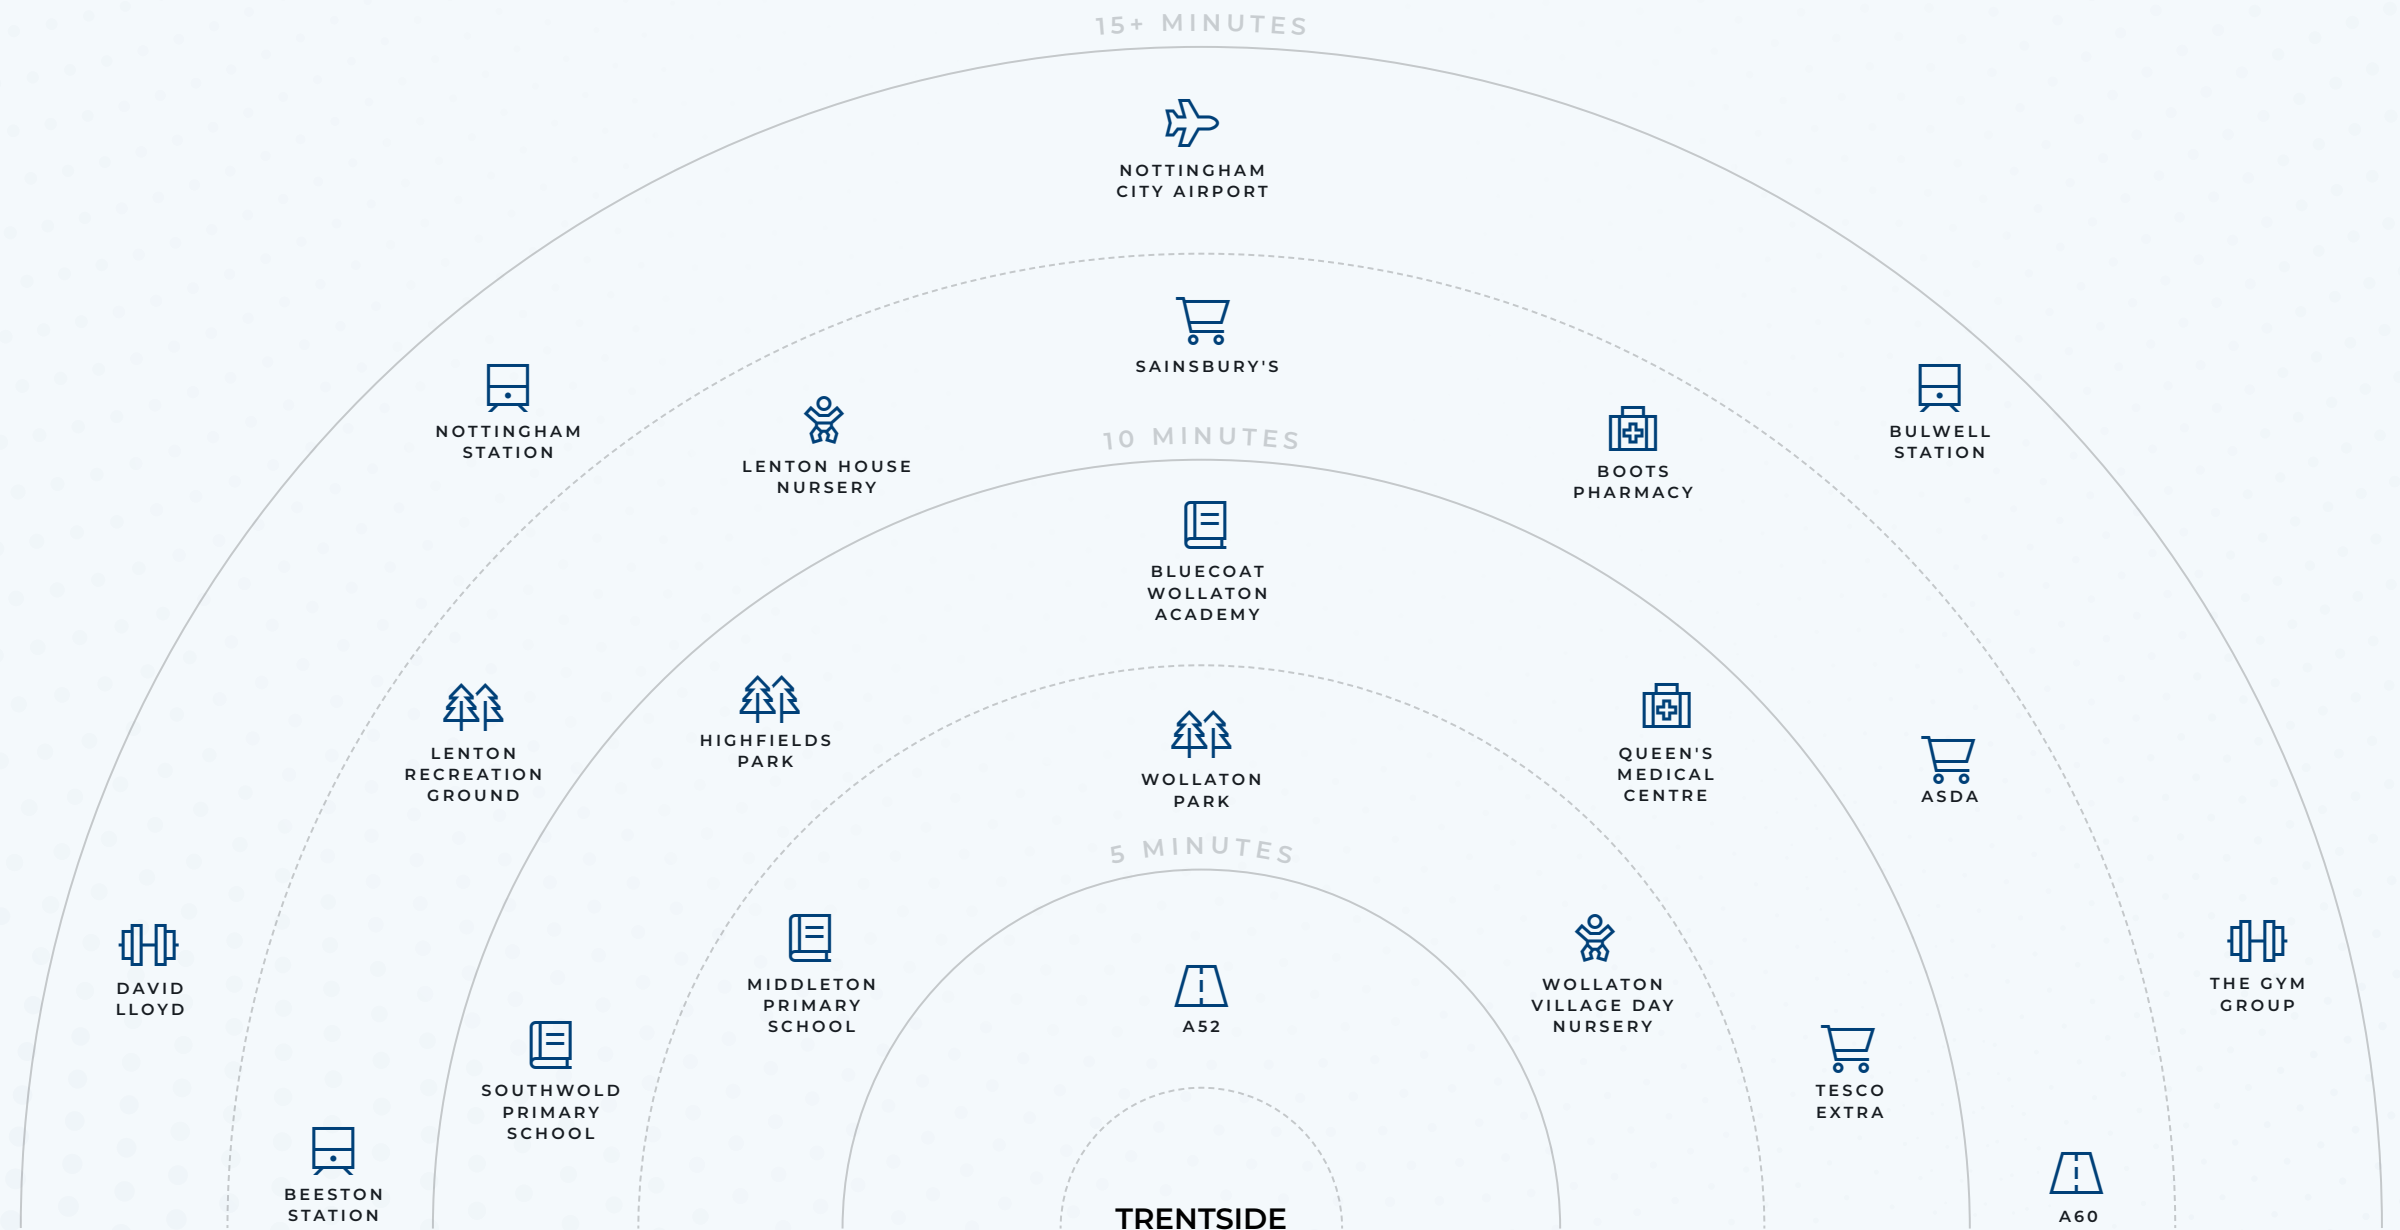 15+ MINUTES
NOTTINGHAM
CITY AIRPORT
SAINSBURY'S
NOTTINGHAM
STATION
LENTON HOUSE
NURSERY
10 MINUTES
BOOTS
PHARMACY
BULWELL
STATION
BLUECOAT
WOLLATON
ACADEMY
LENTON
RECREATION
GROUND
HIGHFIELDS
PARK
WOLLATON
PARK
QUEEN'S
MEDICAL
CENTRE
ASDA
5 MINUTES
DAVID
LLOYD
MIDDLETON
PRIMARY
SCHOOL
A52
WOLLATON
VILLAGE DAY
NURSERY
THE GYM
GROUP
SOUTHWOLD
PRIMARY
SCHOOL
TESCO
EXTRA
BEESTON
STATION
TRENTSIDE
A60